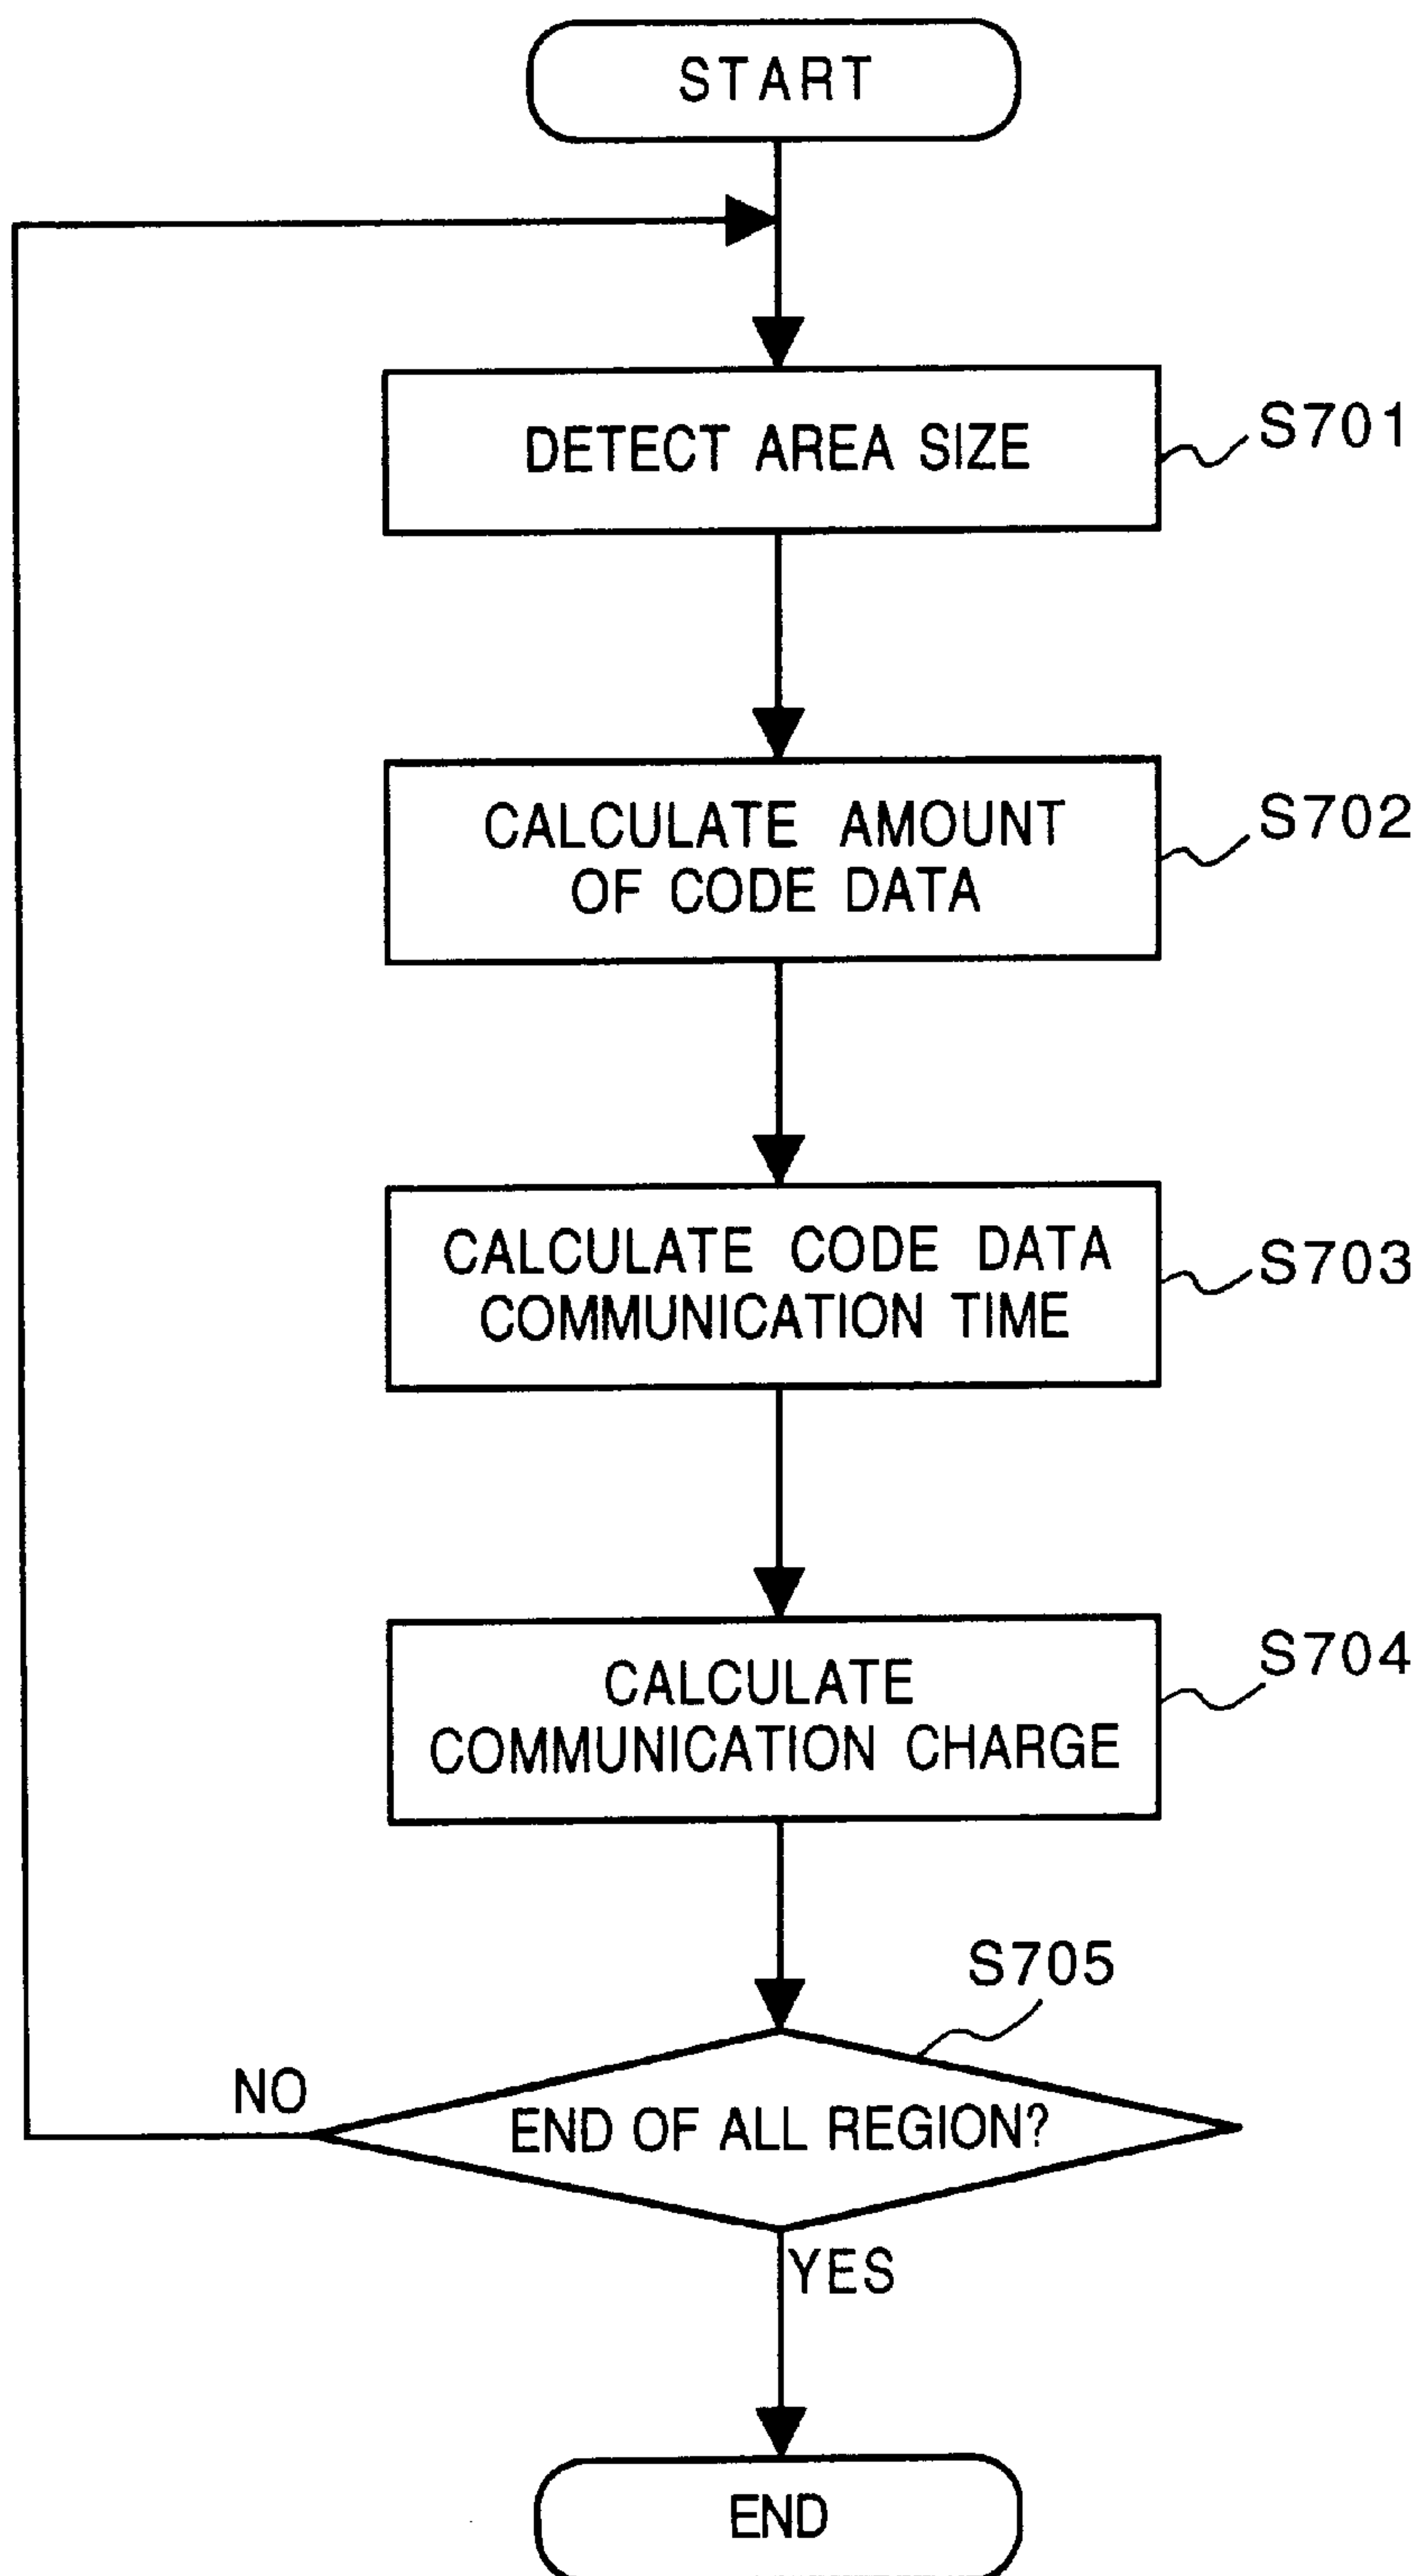 START
DETECT AREA SIZE
S701
CALCULATE AMOUNT
OF CODE DATA
S702
CALCULATE CODE DATA
COMMUNICATION TIME
S703
CALCULATE
COMMUNICATION CHARGE
S704
S705
NO
END OF ALL REGION?
YES
END